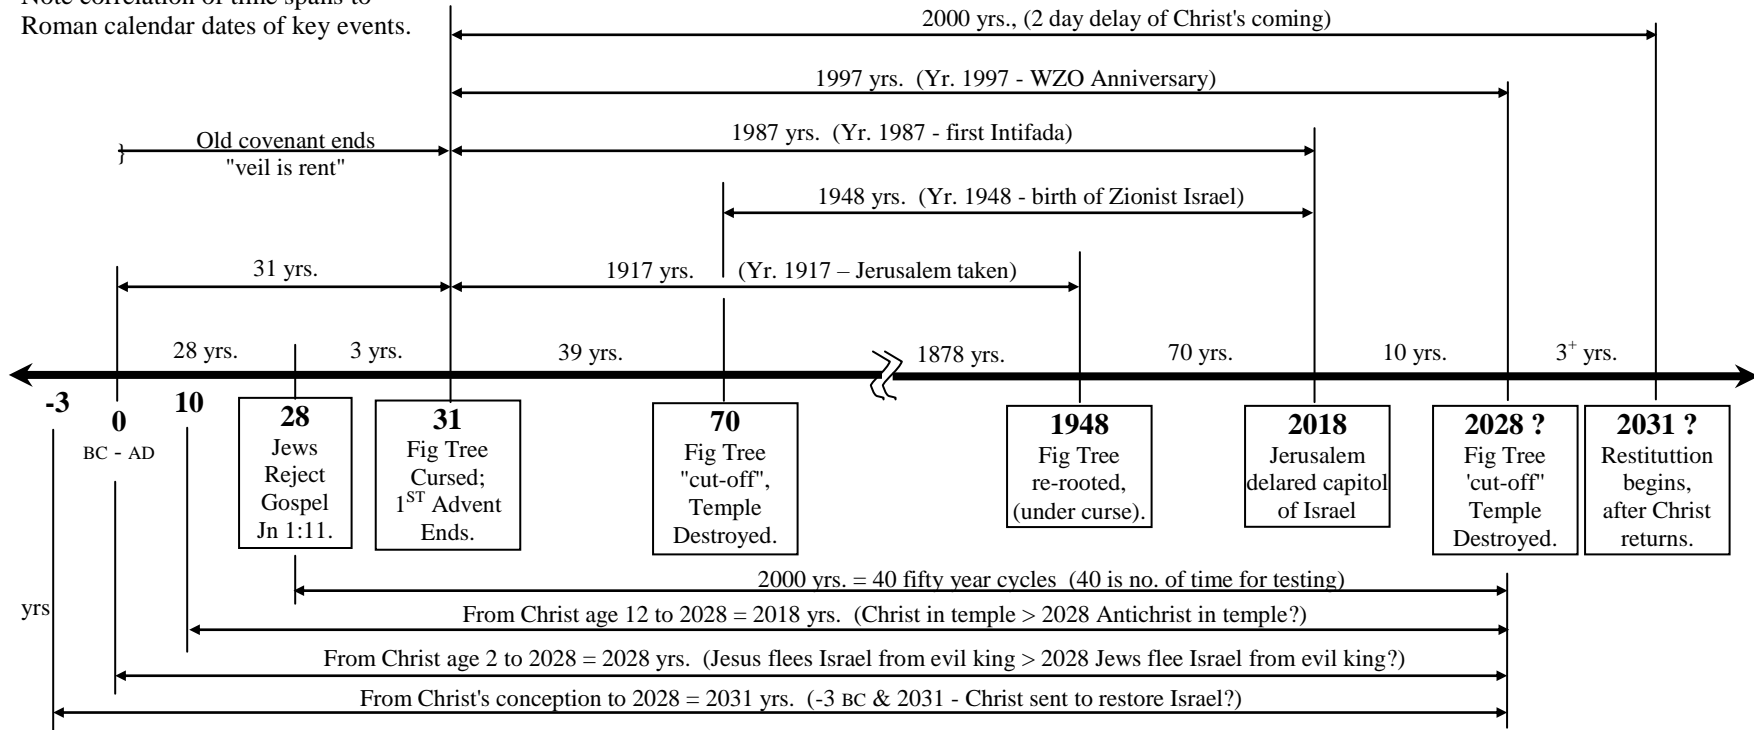 Note correlation of time spans to
Roman calendar dates of key events.
2000 yrs., (2 day delay of Christ's coming)
1997 yrs. (Yr. 1997 - WZO Anniversary)
Old covenant ends
"veil is rent"
}
1987 yrs. (Yr. 1987 - first Intifada)
1948 yrs. (Yr. 1948 - birth of Zionist Israel)
31 yrs.
1917 yrs. (Yr. 1917 – Jerusalem taken)
28 yrs.
3 yrs.
39 yrs.
1878 yrs.
70 yrs.
10 yrs.
3+ yrs.
-3
0
BC - AD
10
28
Jews
Reject
Gospel
Jn 1:11.
31
Fig Tree
Cursed;
1ST Advent
Ends.
70
Fig Tree
"cut-off",
Temple
Destroyed.
1948
Fig Tree
re-rooted,
(under curse).
2018
Jerusalem
delared capitol
of Israel
2028 ?
Fig Tree
'cut-off"
Temple
Destroyed.
2031 ?
Restituttion
begins,
after Christ
returns.
2000 yrs. = 40 fifty year cycles (40 is no. of time for testing)
yrs
From Christ age 12 to 2028 = 2018 yrs. (Christ in temple > 2028 Antichrist in temple?)
From Christ age 2 to 2028 = 2028 yrs. (Jesus flees Israel from evil king > 2028 Jews flee Israel from evil king?)
From Christ's conception to 2028 = 2031 yrs. (-3 BC & 2031 - Christ sent to restore Israel?)